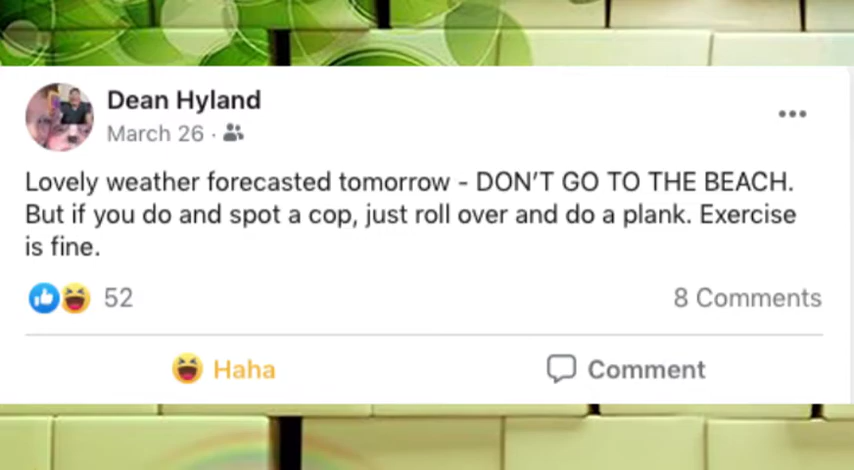 Dean Hyland
March 26 ·
Lovely weather forecasted tomorrow - DON'T GO TO THE BEACH.
But if you do and spot a cop, just roll over and do a plank. Exercise
is fine.
52
8 Comments
Haha
Comment